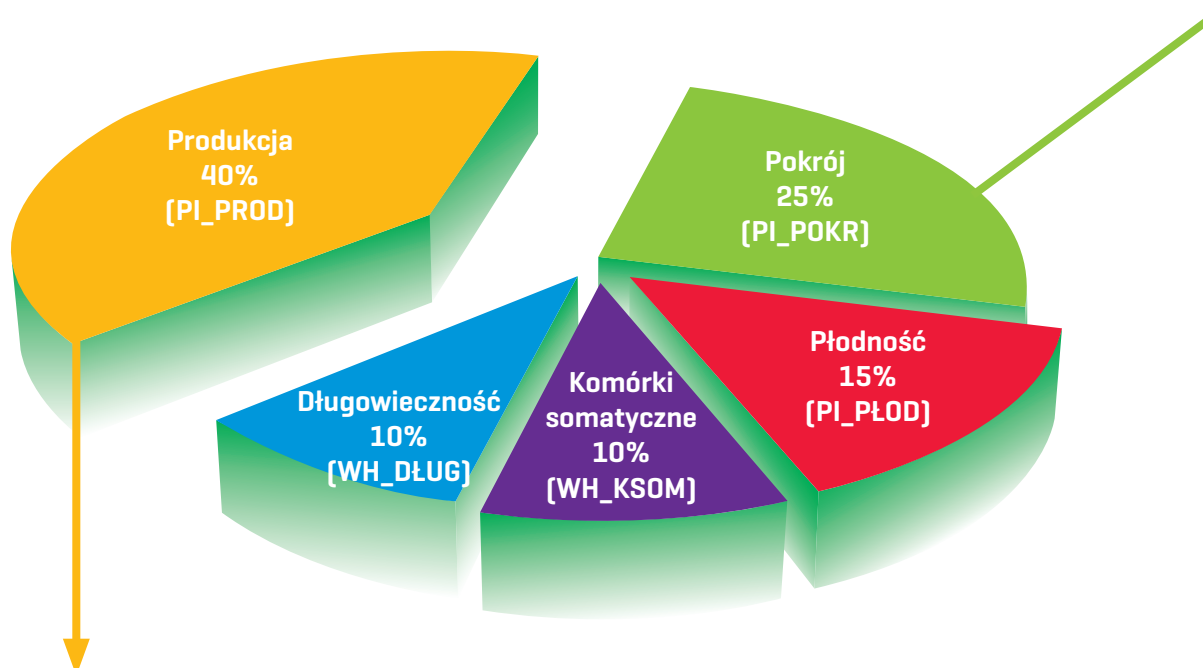 Produkcja
40%
(PI_PROD)
Pokrój
25%
(PI_POKR)
Płodność
15%
(PI_PŁOD)
Komórki
somatyczne
10%
(WH_KSOM)
Długowieczność
10%
(WH_DŁUG)